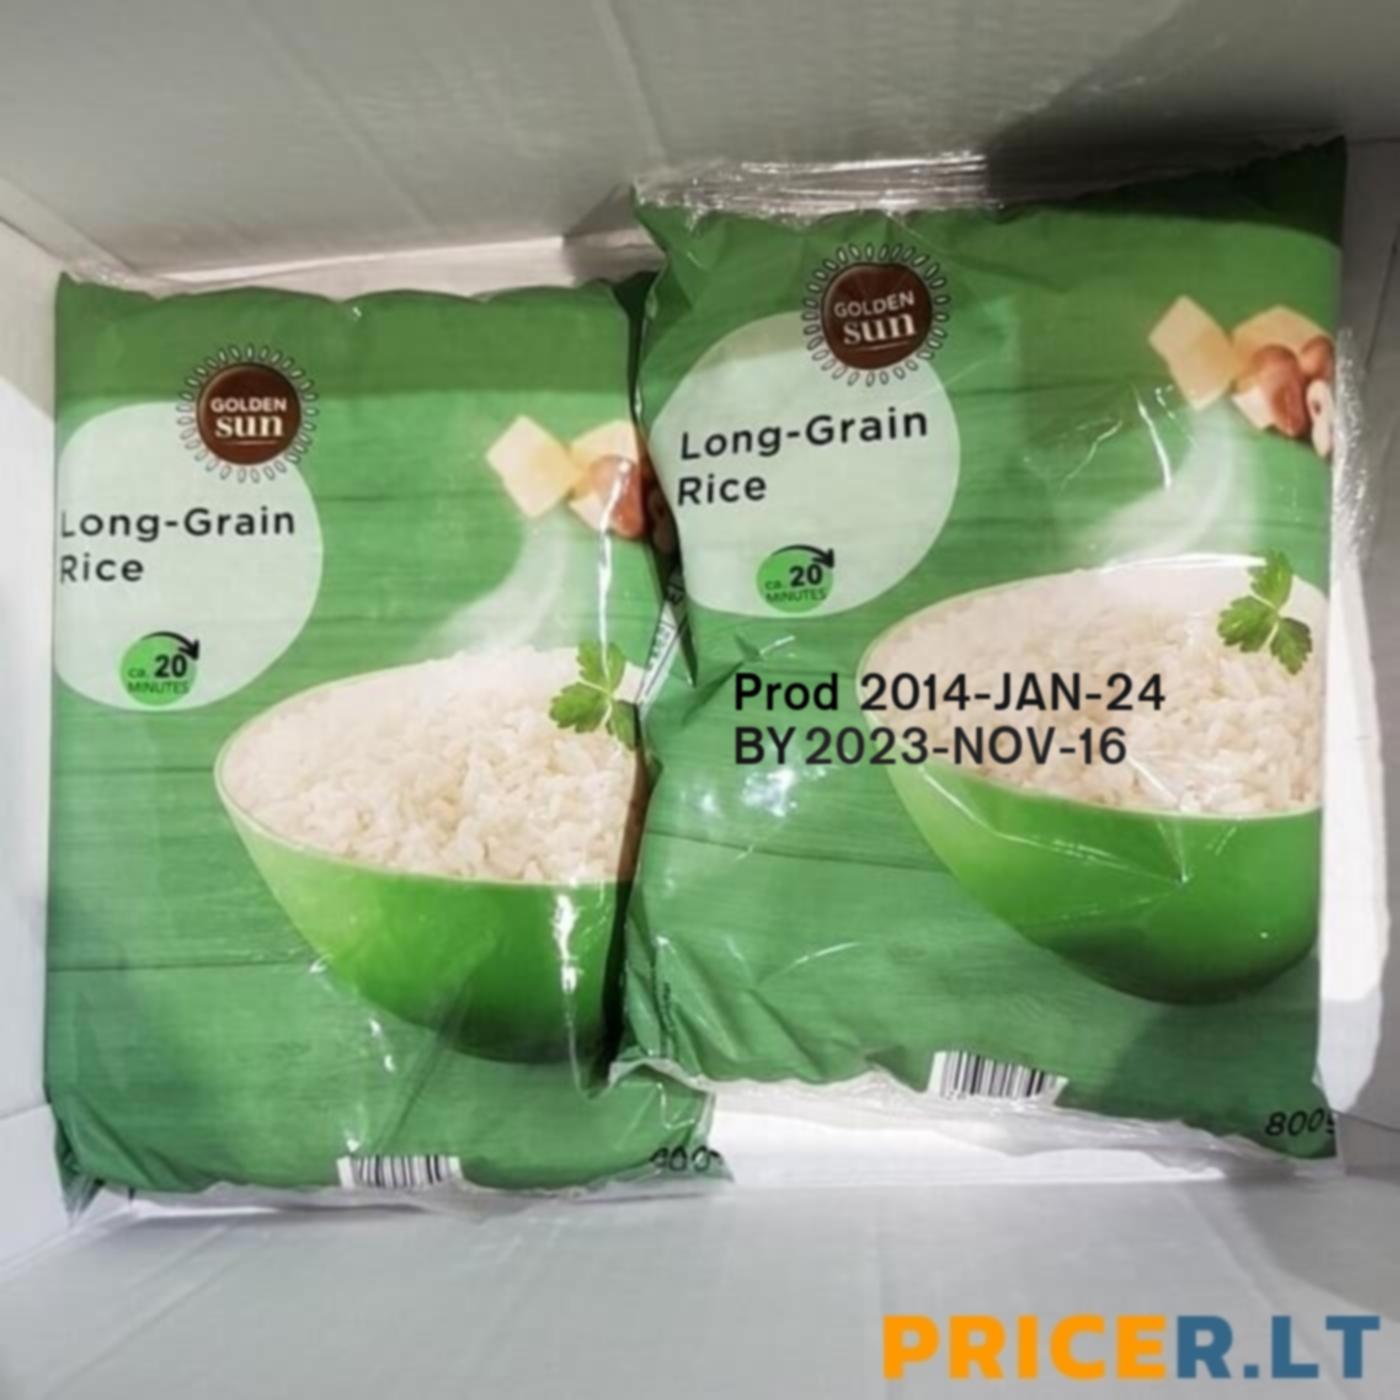 GOLDEN
sun
Long-Grain
Rice
ca. 20
MINUTES
GOLDEN
sun
Long-Grain
Rice
ca. 20
MINUTES
Prod 2014-JAN-24
BY 2023-NOV-16
800g
PRICER.LT